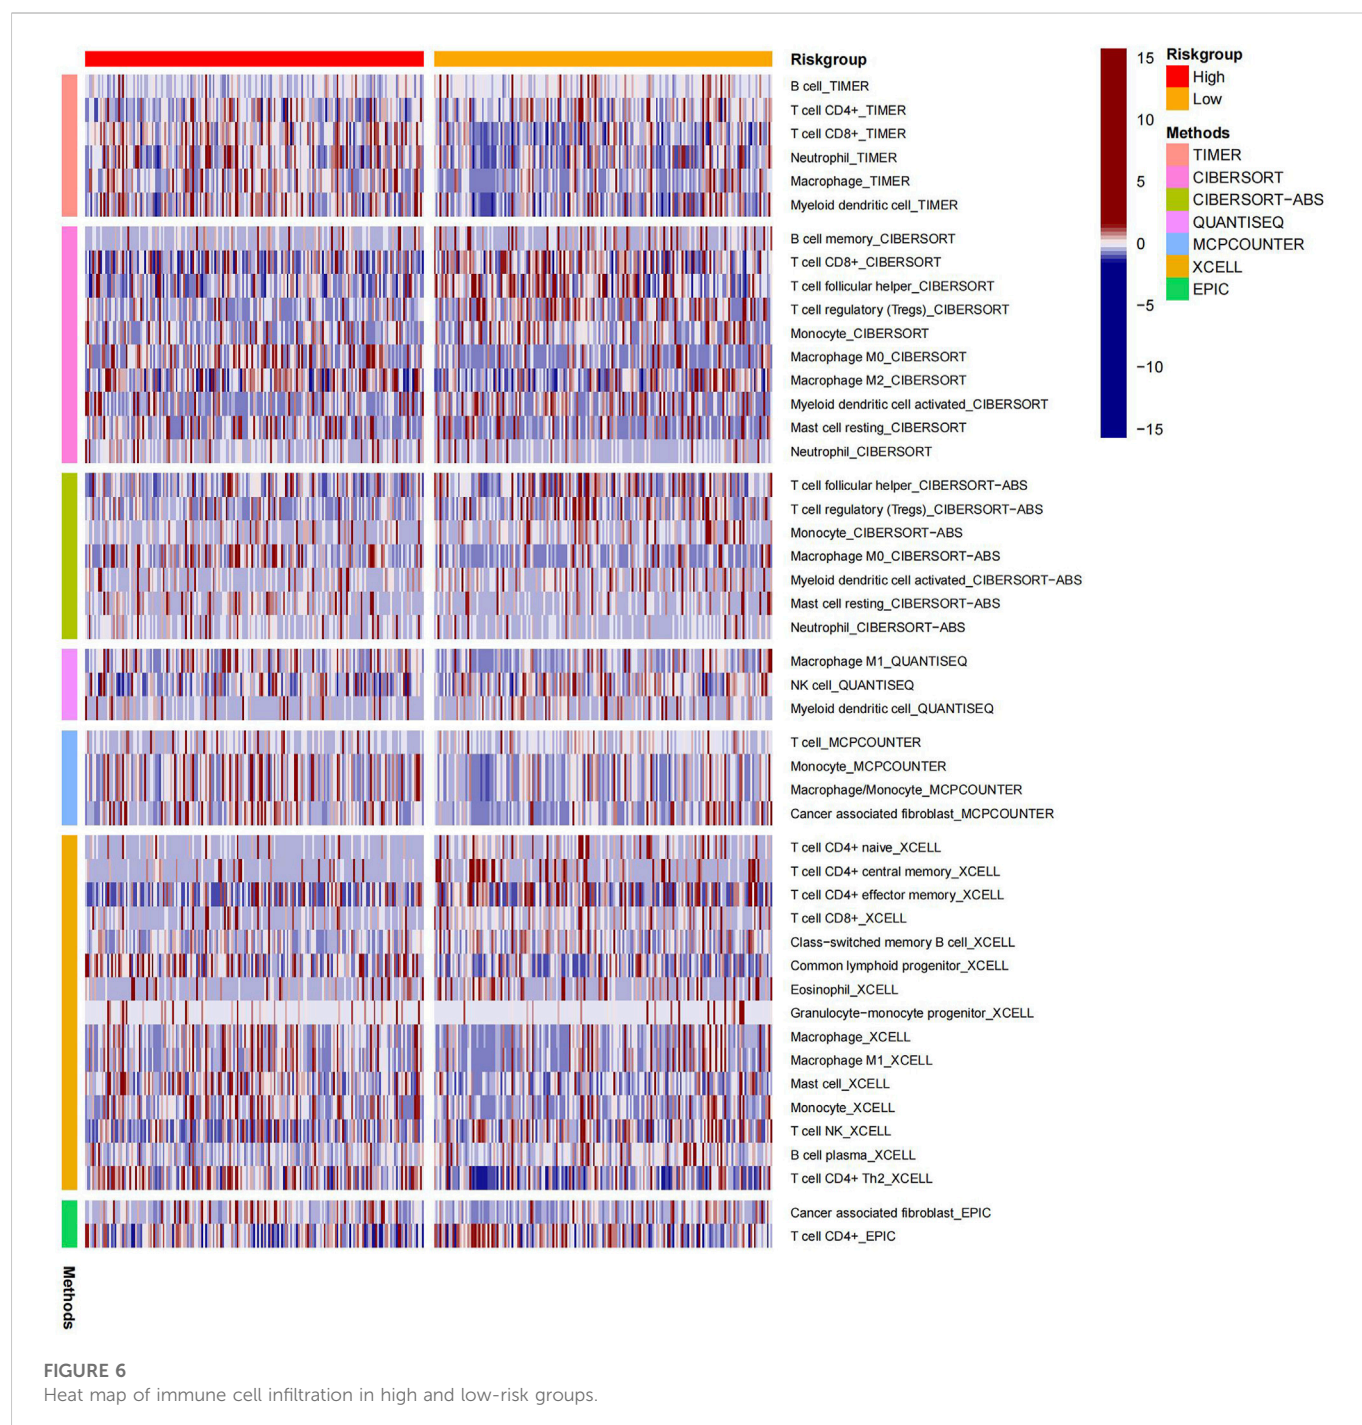 Riskgroup
B cell_TIMER
T cell CD4+_TIMER
T cell CD8+_TIMER
Neutrophil_TIMER
Macrophage_TIMER
Myeloid dendritic cell_TIMER
B cell memory_CIBERSORT
T cell CD8+_CIBERSORT
T cell follicular helper_CIBERSORT
T cell regulatory (Tregs)_CIBERSORT
Monocyte_CIBERSORT
Macrophage M0_CIBERSORT
Macrophage M2_CIBERSORT
Myeloid dendritic cell activated_CIBERSORT
Mast cell resting_CIBERSORT
Neutrophil_CIBERSORT
T cell follicular helper_CIBERSORT−ABS
T cell regulatory (Tregs)_CIBERSORT−ABS
Monocyte_CIBERSORT−ABS
Macrophage M0_CIBERSORT−ABS
Myeloid dendritic cell activated_CIBERSORT−ABS
Mast cell resting_CIBERSORT−ABS
Neutrophil_CIBERSORT−ABS
Macrophage M1_QUANTISEQ
NK cell_QUANTISEQ
Myeloid dendritic cell_QUANTISEQ
T cell_MCPCOUNTER
Monocyte_MCPCOUNTER
Macrophage/Monocyte_MCPCOUNTER
Cancer associated fibroblast_MCPCOUNTER
T cell CD4+ naive_XCELL
T cell CD4+ central memory_XCELL
T cell CD4+ effector memory_XCELL
T cell CD8+_XCELL
Class−switched memory B cell_XCELL
Common lymphoid progenitor_XCELL
Eosinophil_XCELL
Granulocyte−monocyte progenitor_XCELL
Macrophage_XCELL
Macrophage M1_XCELL
Mast cell_XCELL
Monocyte_XCELL
T cell NK_XCELL
B cell plasma_XCELL
T cell CD4+ Th2_XCELL
Cancer associated fibroblast_EPIC
T cell CD4+_EPIC
15
10
5
0
−5
−10
−15
Riskgroup
High
Low
Methods
TIMER
CIBERSORT
CIBERSORT−ABS
QUANTISEQ
MCPCOUNTER
XCELL
EPIC
Methods
FIGURE 6
Heat map of immune cell infiltration in high and low-risk groups.